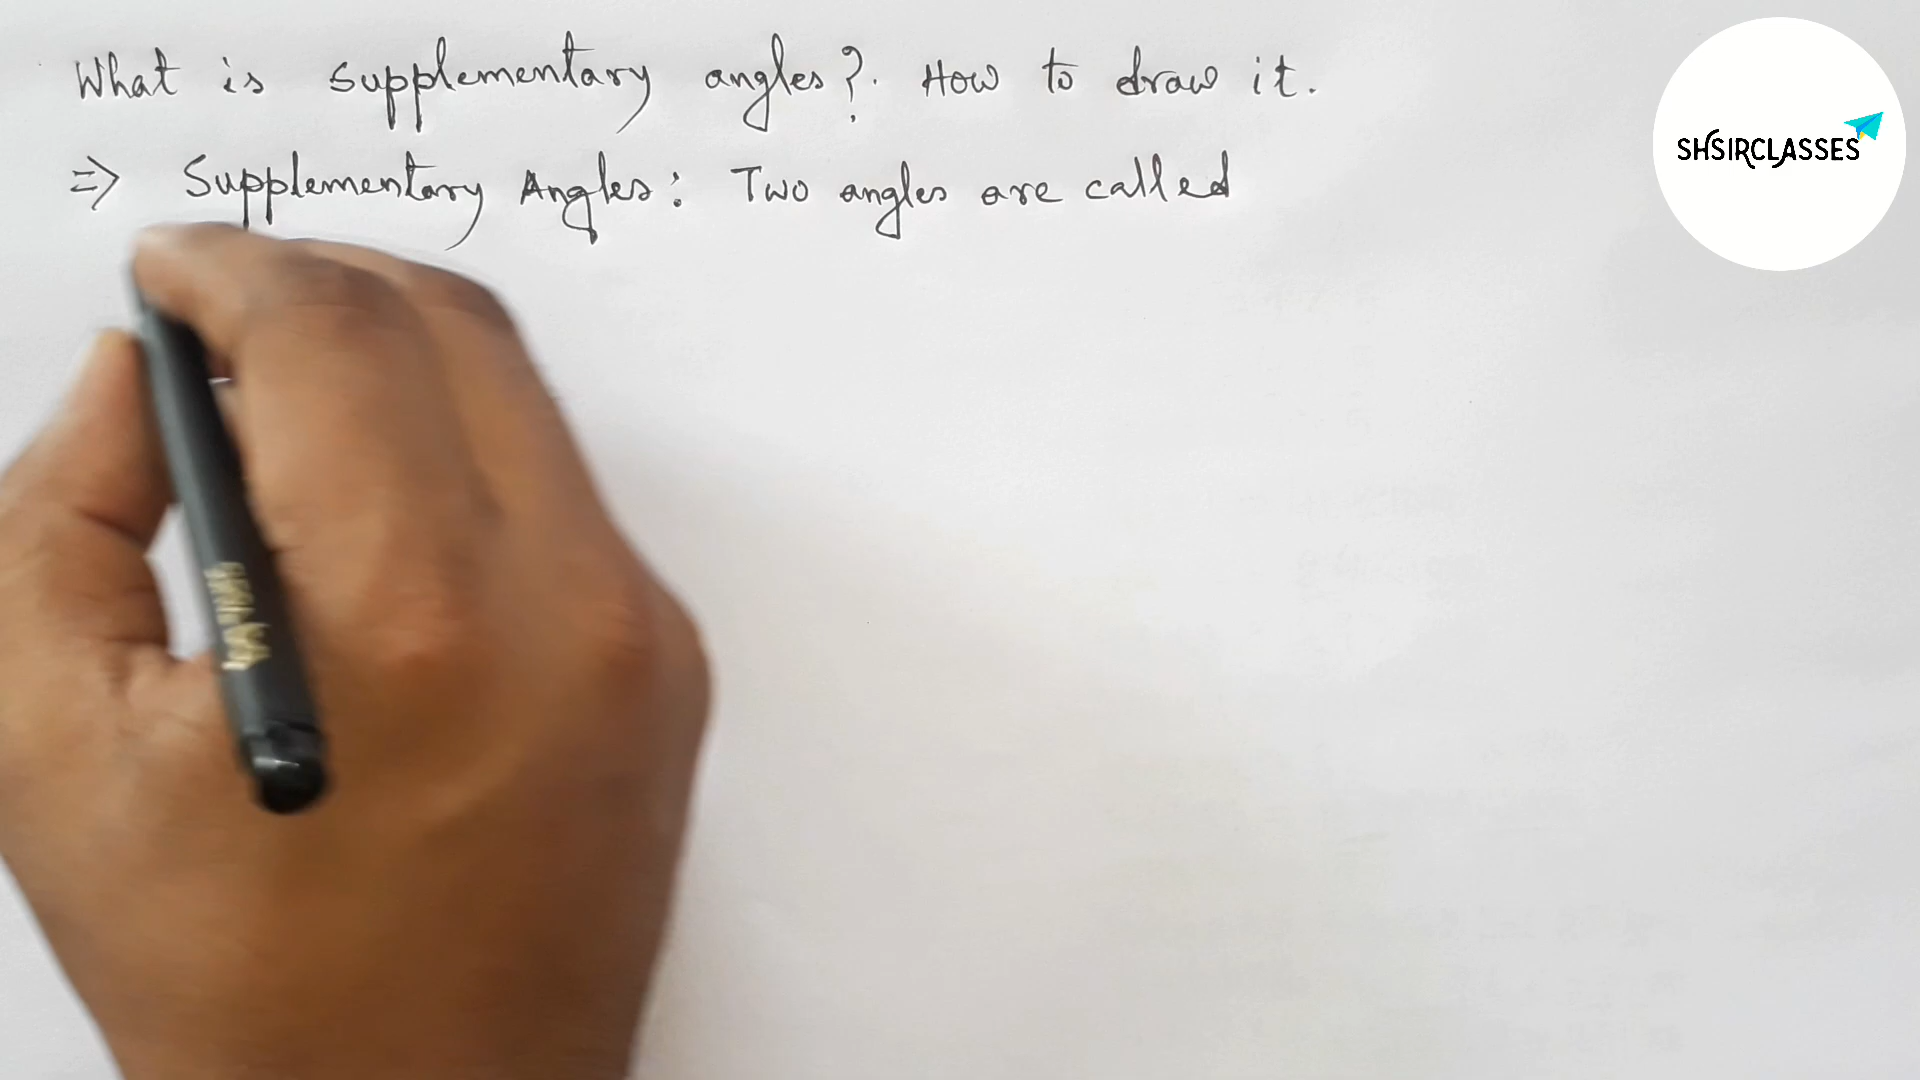 What is supplementary angles?. How to draw it.
=> Supplementary Angles: Two angles are called
SHSIRCLASSES